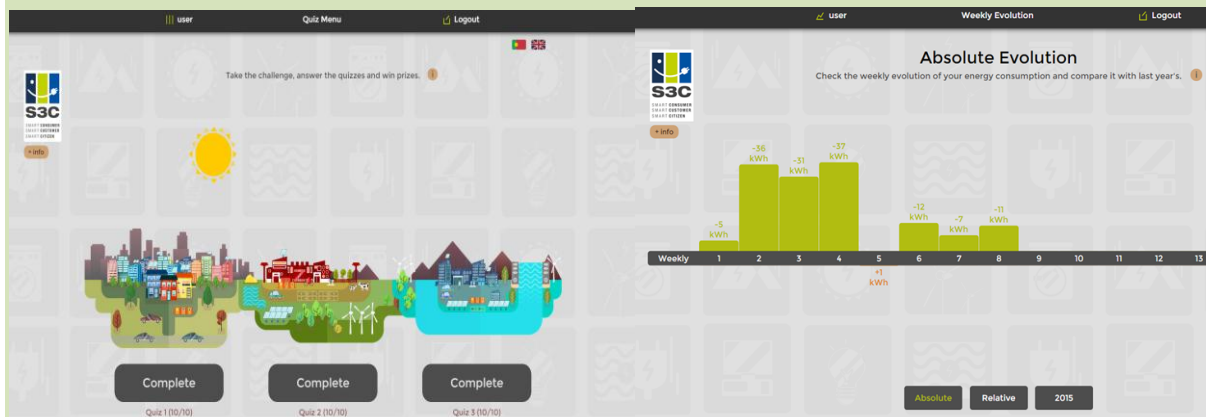 user Quiz Menu Logout
Take the challenge, answer the quizzes and win prizes. i
S3C
SMART CONSUMER
SMART CUSTOMER
SMART CITIZEN
+ info
Complete Complete Complete
Quiz 1 (10/10) Quiz 2 (10/10) Quiz 3 (10/10)
user Weekly Evolution Logout
Absolute Evolution
Check the weekly evolution of your energy consumption and compare it with last year's. i
S3C
SMART CONSUMER
SMART CUSTOMER
SMART CITIZEN
+ info
-36 kWh
-31 kWh
-37 kWh
-5 kWh
-12 kWh
-7 kWh
-11 kWh
Weekly 1 2 3 4 5 6 7 8 9 10 11 12 13
+1 kWh
Absolute Relative 2015